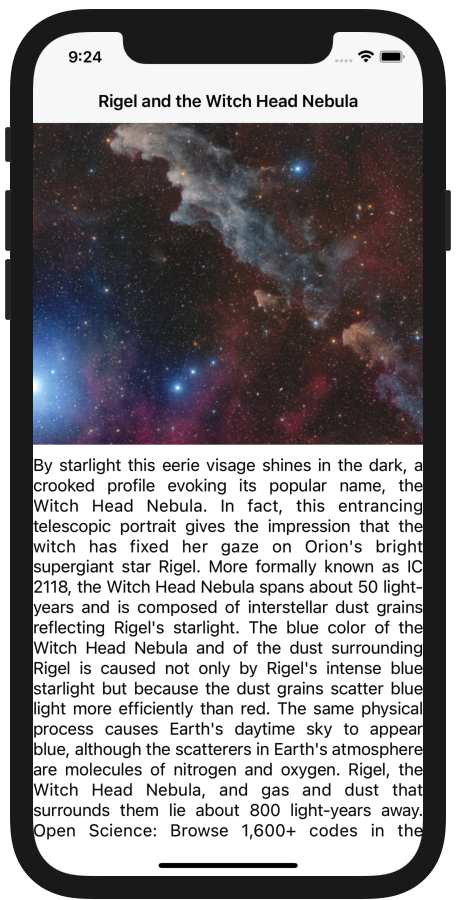 9:24
Rigel and the Witch Head Nebula
By starlight this eerie visage shines in the dark, a
crooked profile evoking its popular name, the
Witch Head Nebula. In fact, this entrancing
telescopic portrait gives the impression that the
witch has fixed her gaze on Orion's bright
supergiant star Rigel. More formally known as IC
2118, the Witch Head Nebula spans about 50 light-
years and is composed of interstellar dust grains
reflecting Rigel's starlight. The blue color of the
Witch Head Nebula and of the dust surrounding
Rigel is caused not only by Rigel's intense blue
starlight but because the dust grains scatter blue
light more efficiently than red. The same physical
process causes Earth's daytime sky to appear
blue, although the scatterers in Earth's atmosphere
are molecules of nitrogen and oxygen. Rigel, the
Witch Head Nebula, and gas and dust that
surrounds them lie about 800 light-years away.
Open Science: Browse 1,600+ codes in the